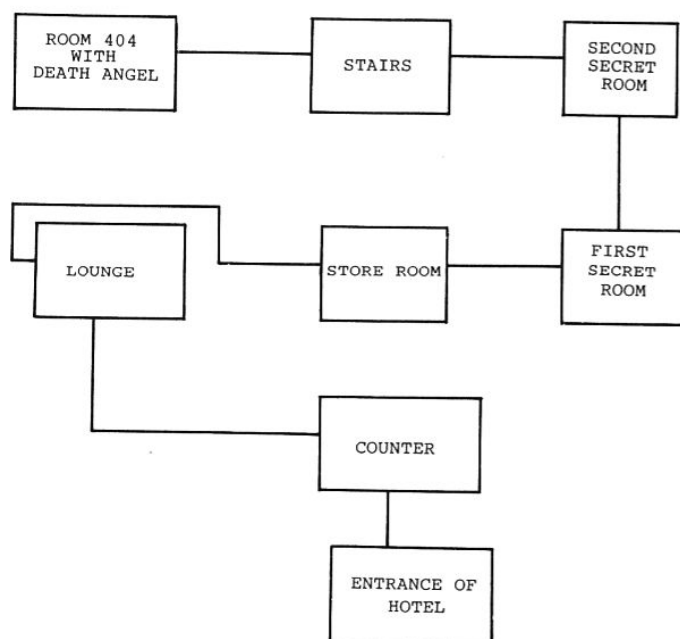 ROOM 404
WITH
DEATH ANGEL
STAIRS
SECOND
SECRET
ROOM
LOUNGE
STORE ROOM
FIRST
SECRET
ROOM
COUNTER
ENTRANCE OF
HOTEL